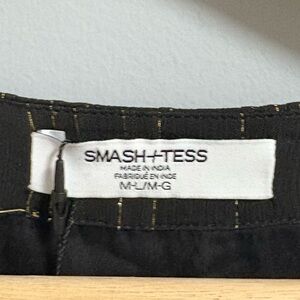 SMASH+TESS
MADE IN INDIA
FABRIQUÉ EN INDE
M-L/M-G